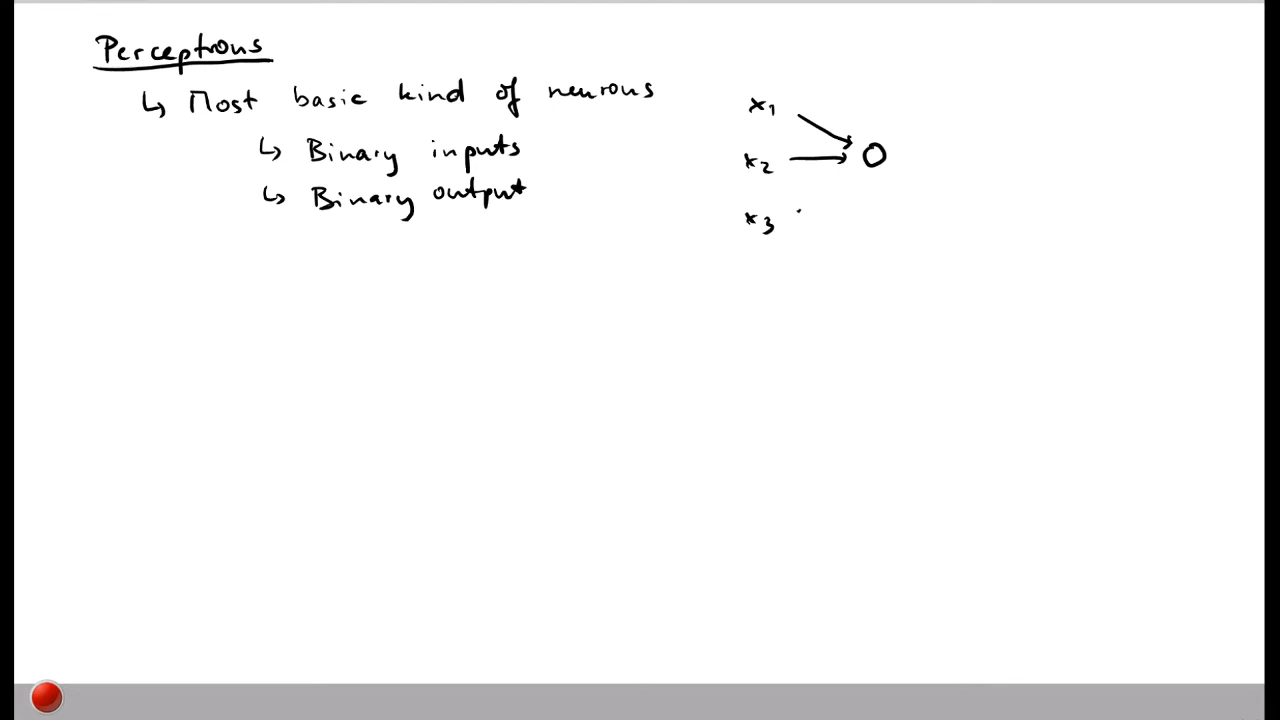 Perceptrons
↳ Most basic kind of neurons
↳ Binary inputs
↳ Binary output
x1
x2
x3